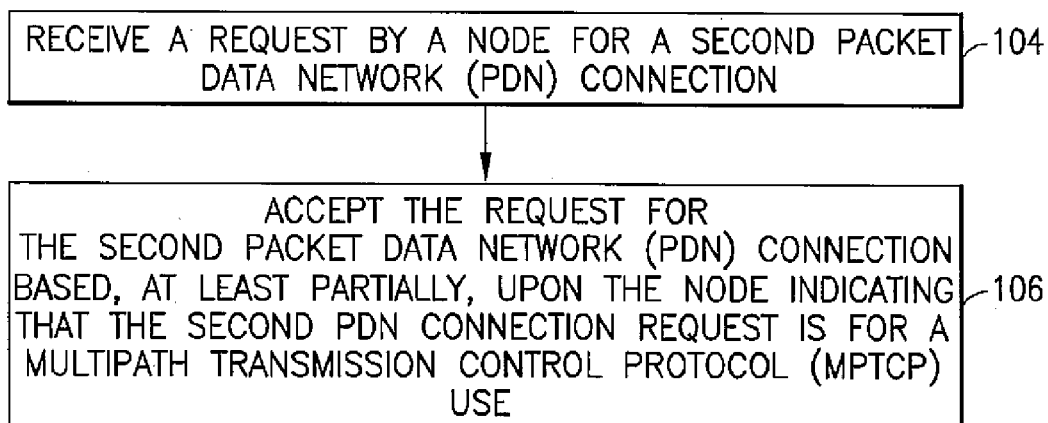 RECEIVE A REQUEST BY A NODE FOR A SECOND PACKET
DATA NETWORK (PDN) CONNECTION
104
ACCEPT THE REQUEST FOR
THE SECOND PACKET DATA NETWORK (PDN) CONNECTION
BASED, AT LEAST PARTIALLY, UPON THE NODE INDICATING
THAT THE SECOND PDN CONNECTION REQUEST IS FOR A
MULTIPATH TRANSMISSION CONTROL PROTOCOL (MPTCP)
USE
106